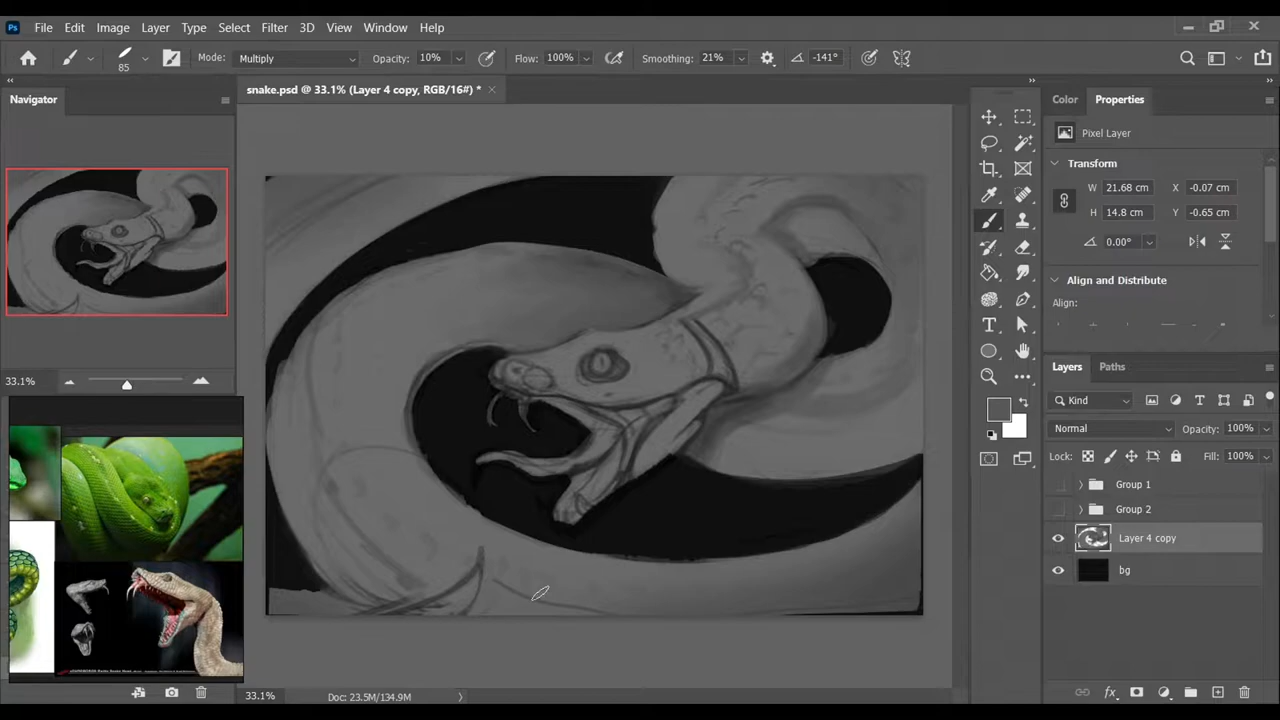 Ps File Edit Image Layer Type Select Filter 3D View Window Help
85 Mode: Multiply Opacity: 10% Flow: 100% Smoothing: 21% -141°
Navigator
snake.psd @ 33.1% (Layer 4 copy, RGB/16#) *
Color Properties
Pixel Layer
Transform
W 21.68 cm X -0.07 cm
H 14.8 cm Y -0.65 cm
0.00°
Align and Distribute
Align:
33.1%
Layers Paths
Kind
Normal Opacity: 100%
Lock: Fill: 100%
Group 1
Group 2
Layer 4 copy
bg
33.1% Doc: 23.5M/134.9M